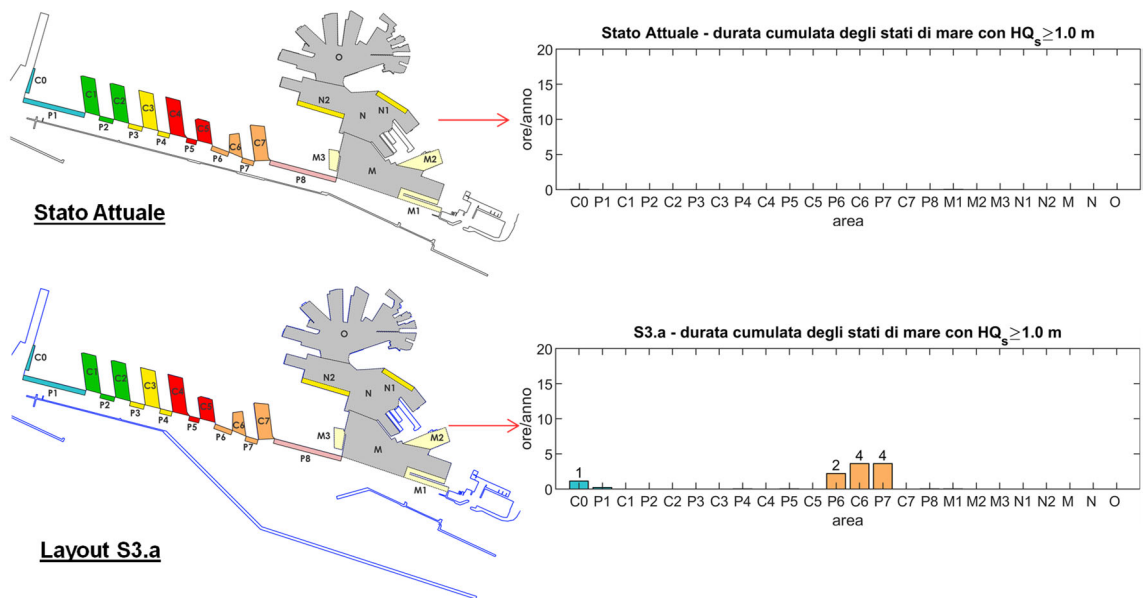 C0
P1
C1
P2
C2
P3
C3
P4
C4
P5
C5
P6
C6
P7
C7
P8
O
N2
N1
N
M3
M2
M
M1
Stato Attuale
Stato Attuale - durata cumulata degli stati di mare con HQs≥1.0 m
ore/anno
20
15
10
5
0
C0 P1 C1 P2 C2 P3 C3 P4 C4 P5 C5 P6 C6 P7 C7 P8 M1 M2 M3 N1 N2 M N O
area
C0
P1
C1
P2
C2
P3
C3
P4
C4
P5
C5
P6
C6
P7
C7
P8
O
N2
N1
N
M3
M2
M
M1
Layout S3.a
S3.a - durata cumulata degli stati di mare con HQs≥1.0 m
ore/anno
20
15
10
5
0
1
2
4
4
C0 P1 C1 P2 C2 P3 C3 P4 C4 P5 C5 P6 C6 P7 C7 P8 M1 M2 M3 N1 N2 M N O
area